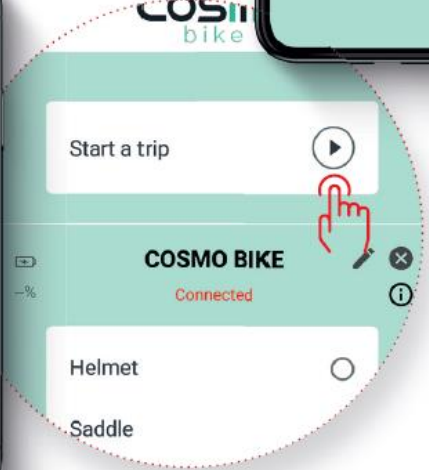 bike
Start a trip
COSMO BIKE
--%
Connected
Helmet
Saddle